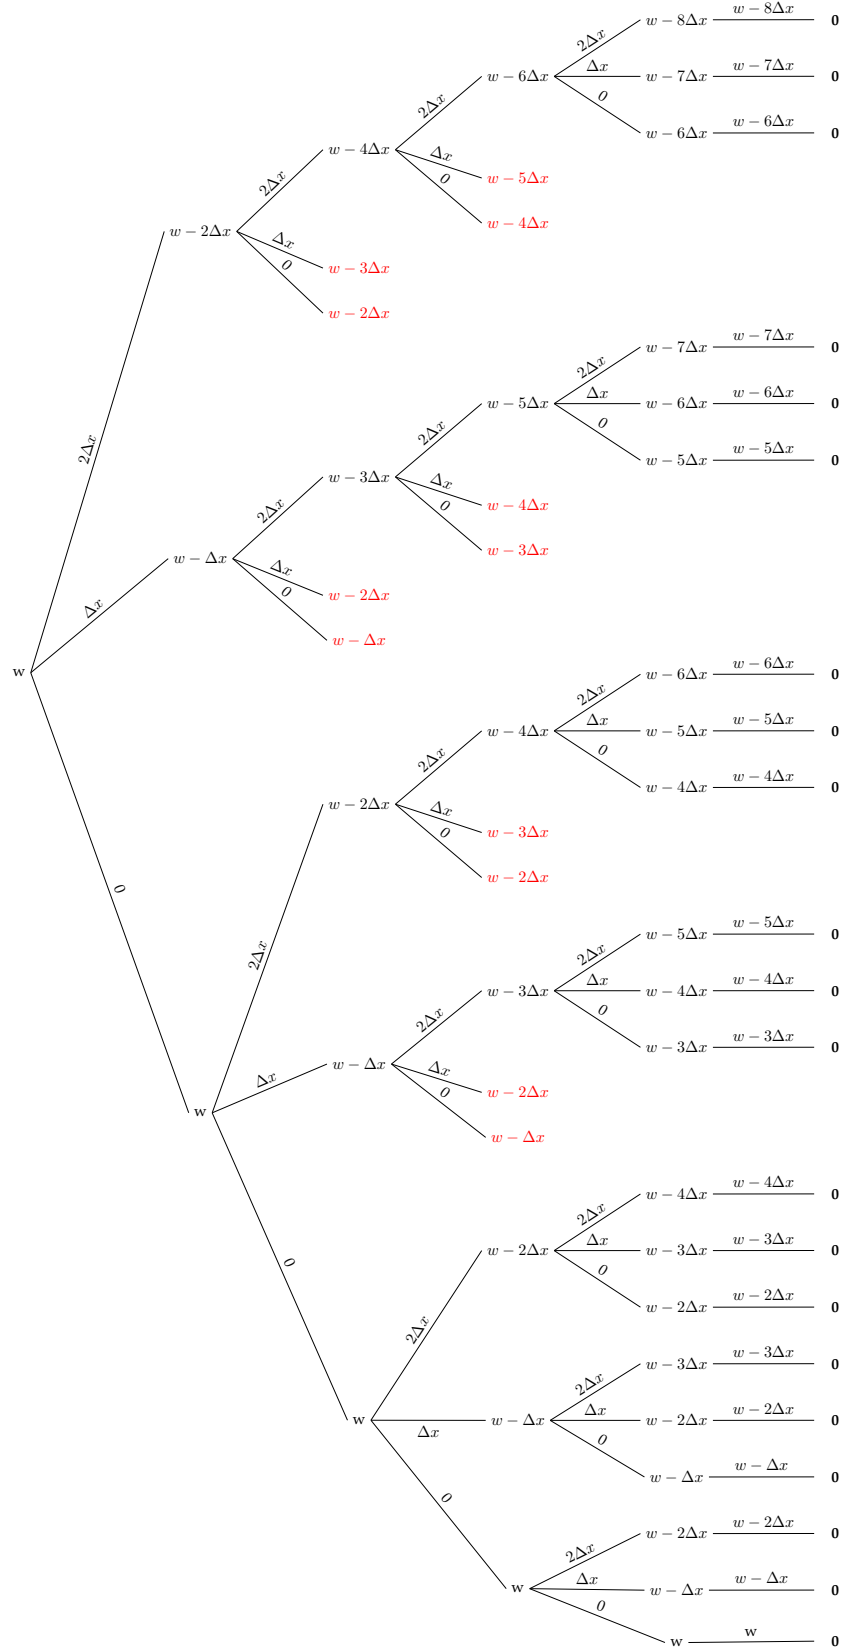 2Δx w − 8Δx w − 8Δx 0
w − 6Δx Δx w − 7Δx w − 7Δx 0
0 w − 6Δx w − 6Δx 0
2Δx
w − 4Δx Δx w − 5Δx
0 w − 4Δx
2Δx
w − 2Δx Δx w − 3Δx
0 w − 2Δx
2Δx w − 7Δx w − 7Δx 0
w − 5Δx Δx w − 6Δx w − 6Δx 0
0 w − 5Δx w − 5Δx 0
2Δx
2Δx
w − 3Δx Δx w − 4Δx
0 w − 3Δx
2Δx
w − Δx Δx w − 2Δx
0 w − Δx
Δx
w
2Δx w − 6Δx w − 6Δx 0
w − 4Δx Δx w − 5Δx w − 5Δx 0
0 w − 4Δx w − 4Δx 0
2Δx
w − 2Δx Δx w − 3Δx
0 w − 2Δx
0
2Δx
2Δx w − 5Δx w − 5Δx 0
w − 3Δx Δx w − 4Δx w − 4Δx 0
0 w − 3Δx w − 3Δx 0
2Δx
w − Δx Δx w − 2Δx
0 w − Δx
Δx
w
2Δx w − 4Δx w − 4Δx 0
w − 2Δx Δx w − 3Δx w − 3Δx 0
0 w − 2Δx w − 2Δx 0
0
2Δx
2Δx w − 3Δx w − 3Δx 0
w Δx w − Δx Δx w − 2Δx w − 2Δx 0
0 w − Δx w − Δx 0
0
2Δx w − 2Δx w − 2Δx 0
w Δx w − Δx w − Δx 0
0 w w 0